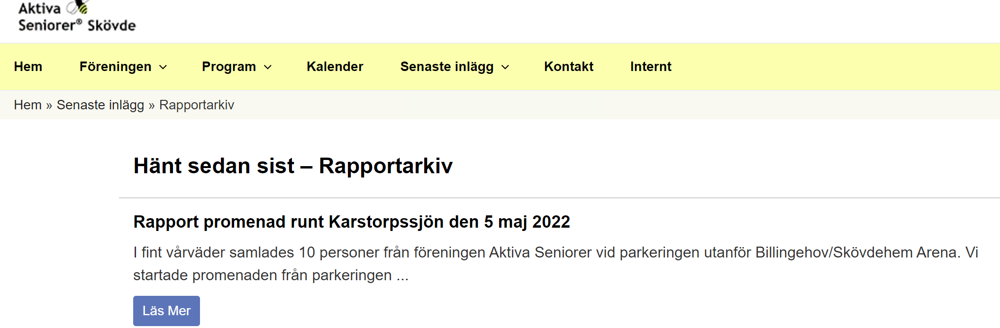 Aktiva
Seniorer® Skövde
Hem Föreningen Program Kalender Senaste inlägg Kontakt Internt
Hem » Senaste inlägg » Rapportarkiv
Hänt sedan sist – Rapportarkiv
Rapport promenad runt Karstorpssjön den 5 maj 2022
I fint vårväder samlades 10 personer från föreningen Aktiva Seniorer vid parkeringen utanför Billingehov/Skövdehem Arena. Vi
startade promenaden från parkeringen ...
Läs Mer